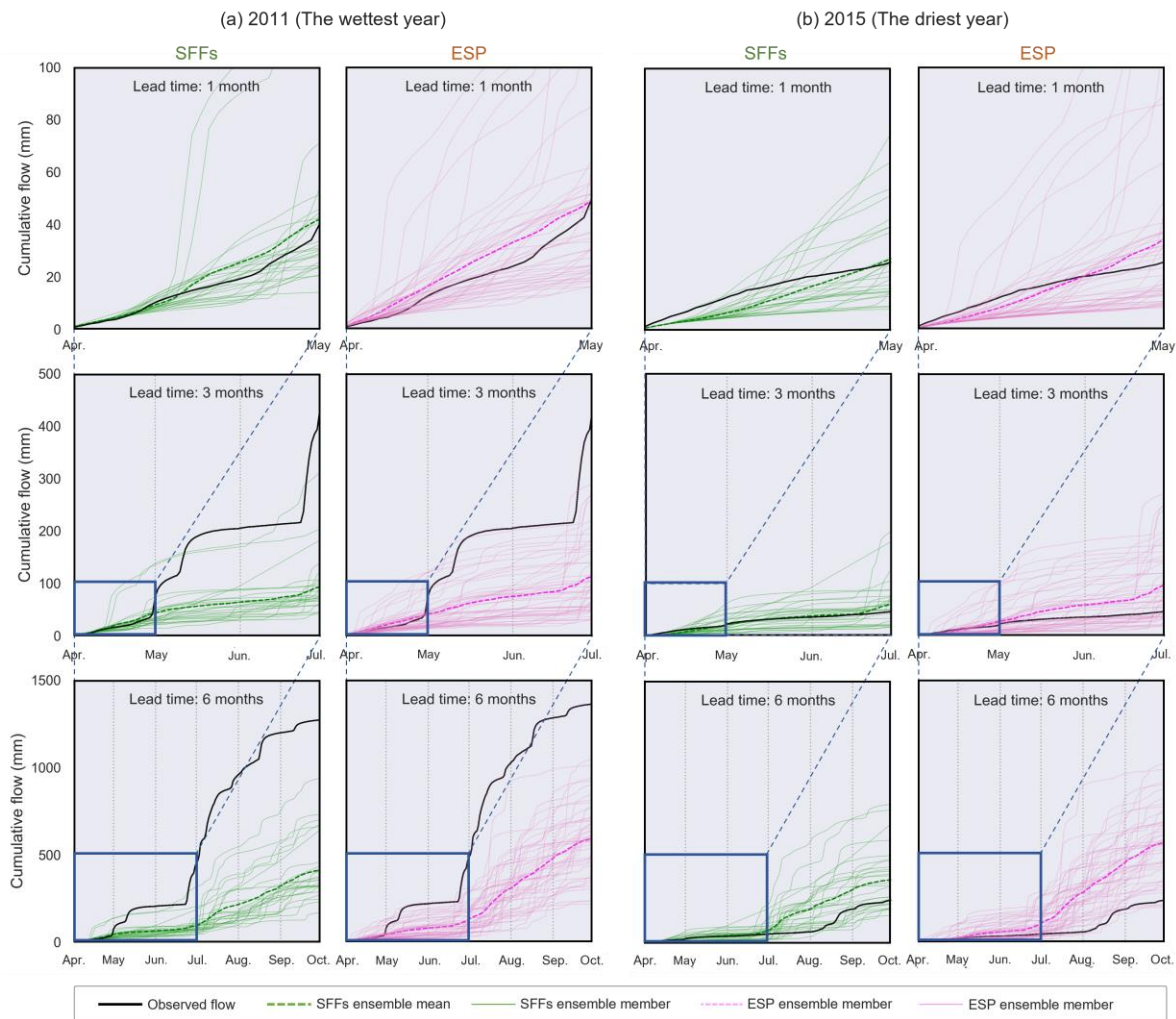 (a) 2011 (The wettest year) (b) 2015 (The driest year)
SFFs ESP SFFs ESP
Lead time: 1 month Lead time: 1 month Lead time: 1 month Lead time: 1 month
Cumulative flow (mm)
100
80
60
40
20
0
Apr. May Apr. May Apr. May Apr. May
Lead time: 3 months Lead time: 3 months Lead time: 3 months Lead time: 3 months
Cumulative flow (mm)
500
400
300
200
100
0
Apr. May Jun. Jul. Apr. May Jun. Jul. Apr. May Jun. Jul. Apr. May Jun. Jul.
Lead time: 6 months Lead time: 6 months Lead time: 6 months Lead time: 6 months
Cumulative flow (mm)
1500
1000
500
0
Apr. May Jun. Jul. Aug. Sep. Oct. Apr. May Jun. Jul. Aug. Sep. Oct. Apr. May Jun. Jul. Aug. Sep. Oct. Apr. May Jun. Jul. Aug. Sep. Oct.
Observed flow SFFs ensemble mean SFFs ensemble member ESP ensemble member ESP ensemble member